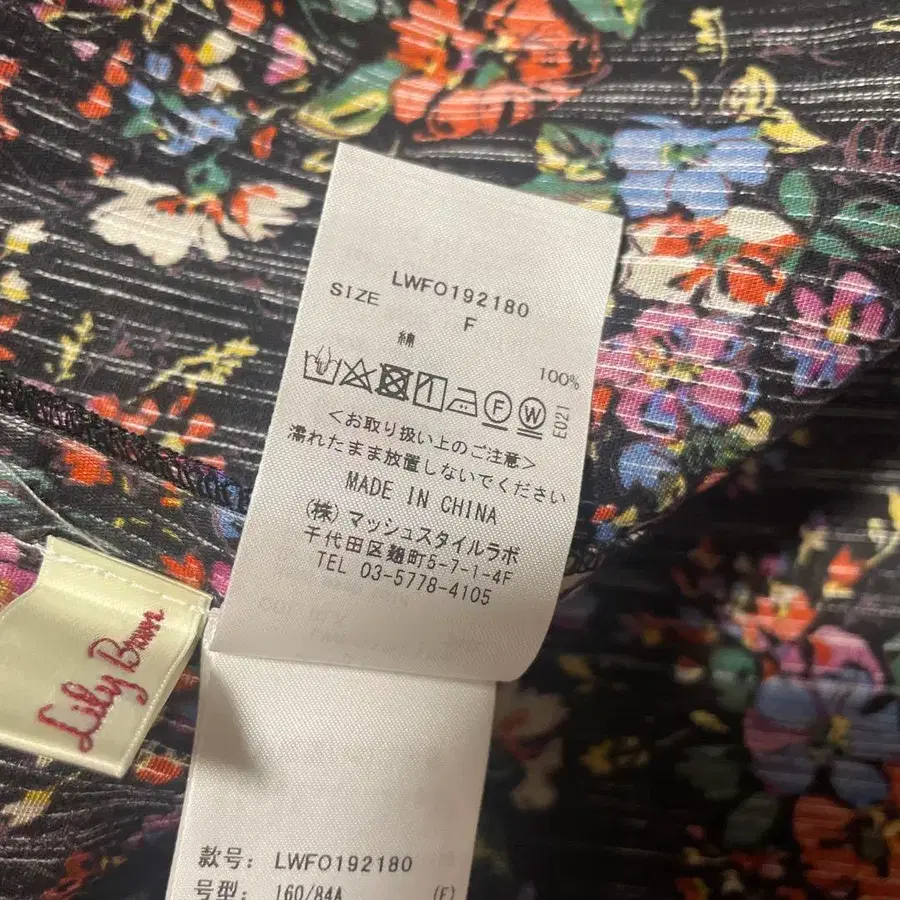 LWFO192180
SIZE F
綿 100%
F W
E021
＜お取り扱い上のご注意＞
濡れたまま放置しないでください
MADE IN CHINA
(株)マッシュスタイルラボ
千代田区麹町5-7-1-4F
TEL 03-5778-4105
Lily Brown
款号: LWFO192180
号型: 160/84A (F)